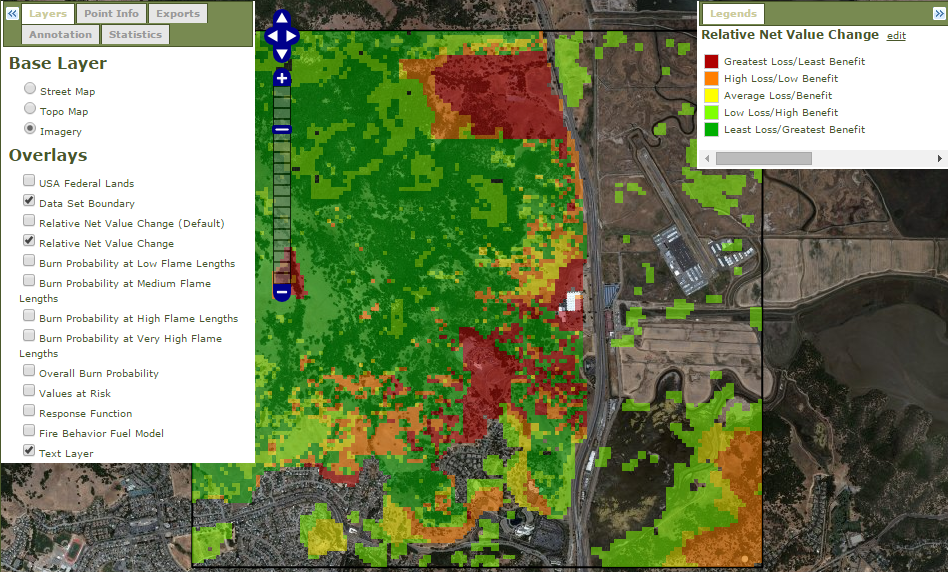 Layers Point Info Exports
Annotation Statistics
Base Layer
Street Map
Topo Map
Imagery
Overlays
USA Federal Lands
Data Set Boundary
Relative Net Value Change (Default)
Relative Net Value Change
Burn Probability at Low Flame Lengths
Burn Probability at Medium Flame
Lengths
Burn Probability at High Flame Lengths
Burn Probability at Very High Flame
Lengths
Overall Burn Probability
Values at Risk
Response Function
Fire Behavior Fuel Model
Text Layer
Legends
Relative Net Value Change edit
Greatest Loss/Least Benefit
High Loss/Low Benefit
Average Loss/Benefit
Low Loss/High Benefit
Least Loss/Greatest Benefit